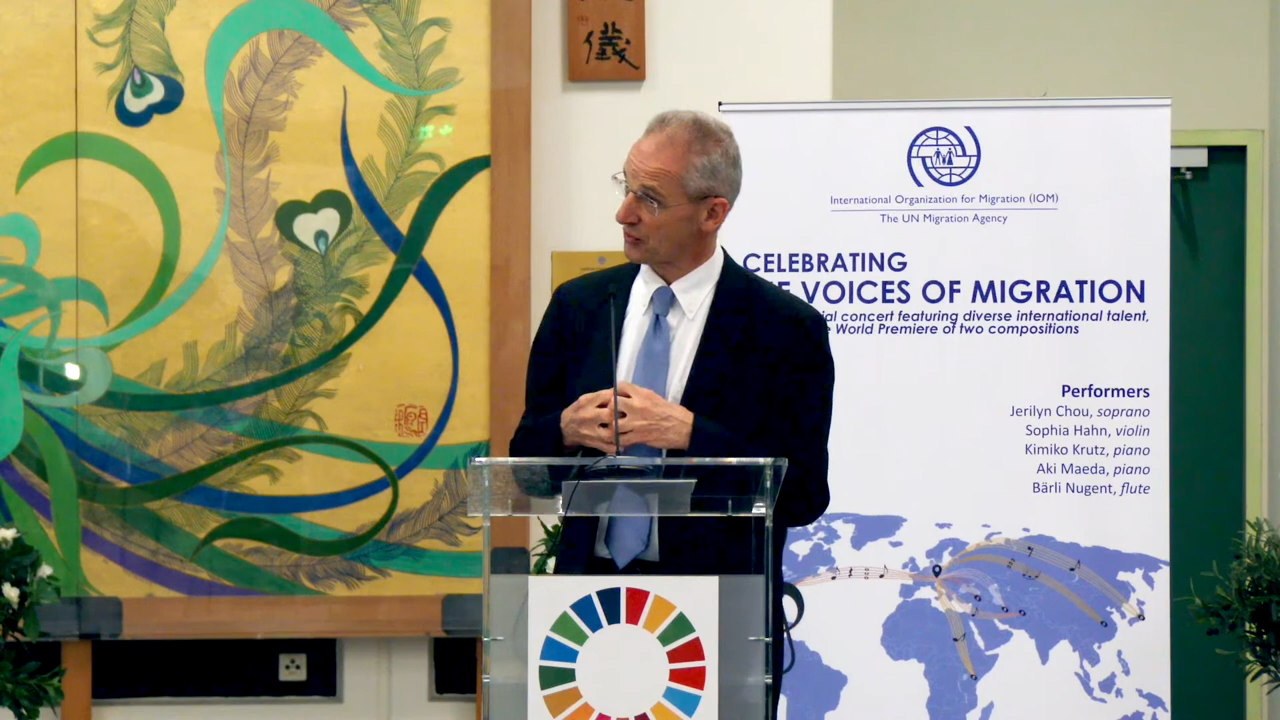 儀
International Organization for Migration (IOM)
The UN Migration Agency
CELEBRATING
VOICES OF MIGRATION
concert featuring diverse international talent,
World Premiere of two compositions
Performers
Jerilyn Chou, soprano
Sophia Hahn, violin
Kimiko Krutz, piano
Aki Maeda, piano
Bärli Nugent, flute